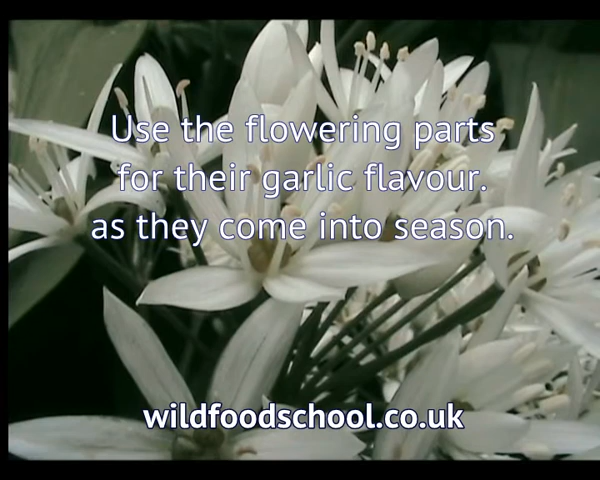 Use the flowering parts
for their garlic flavour.
as they come into season.
wildfoodschool.co.uk